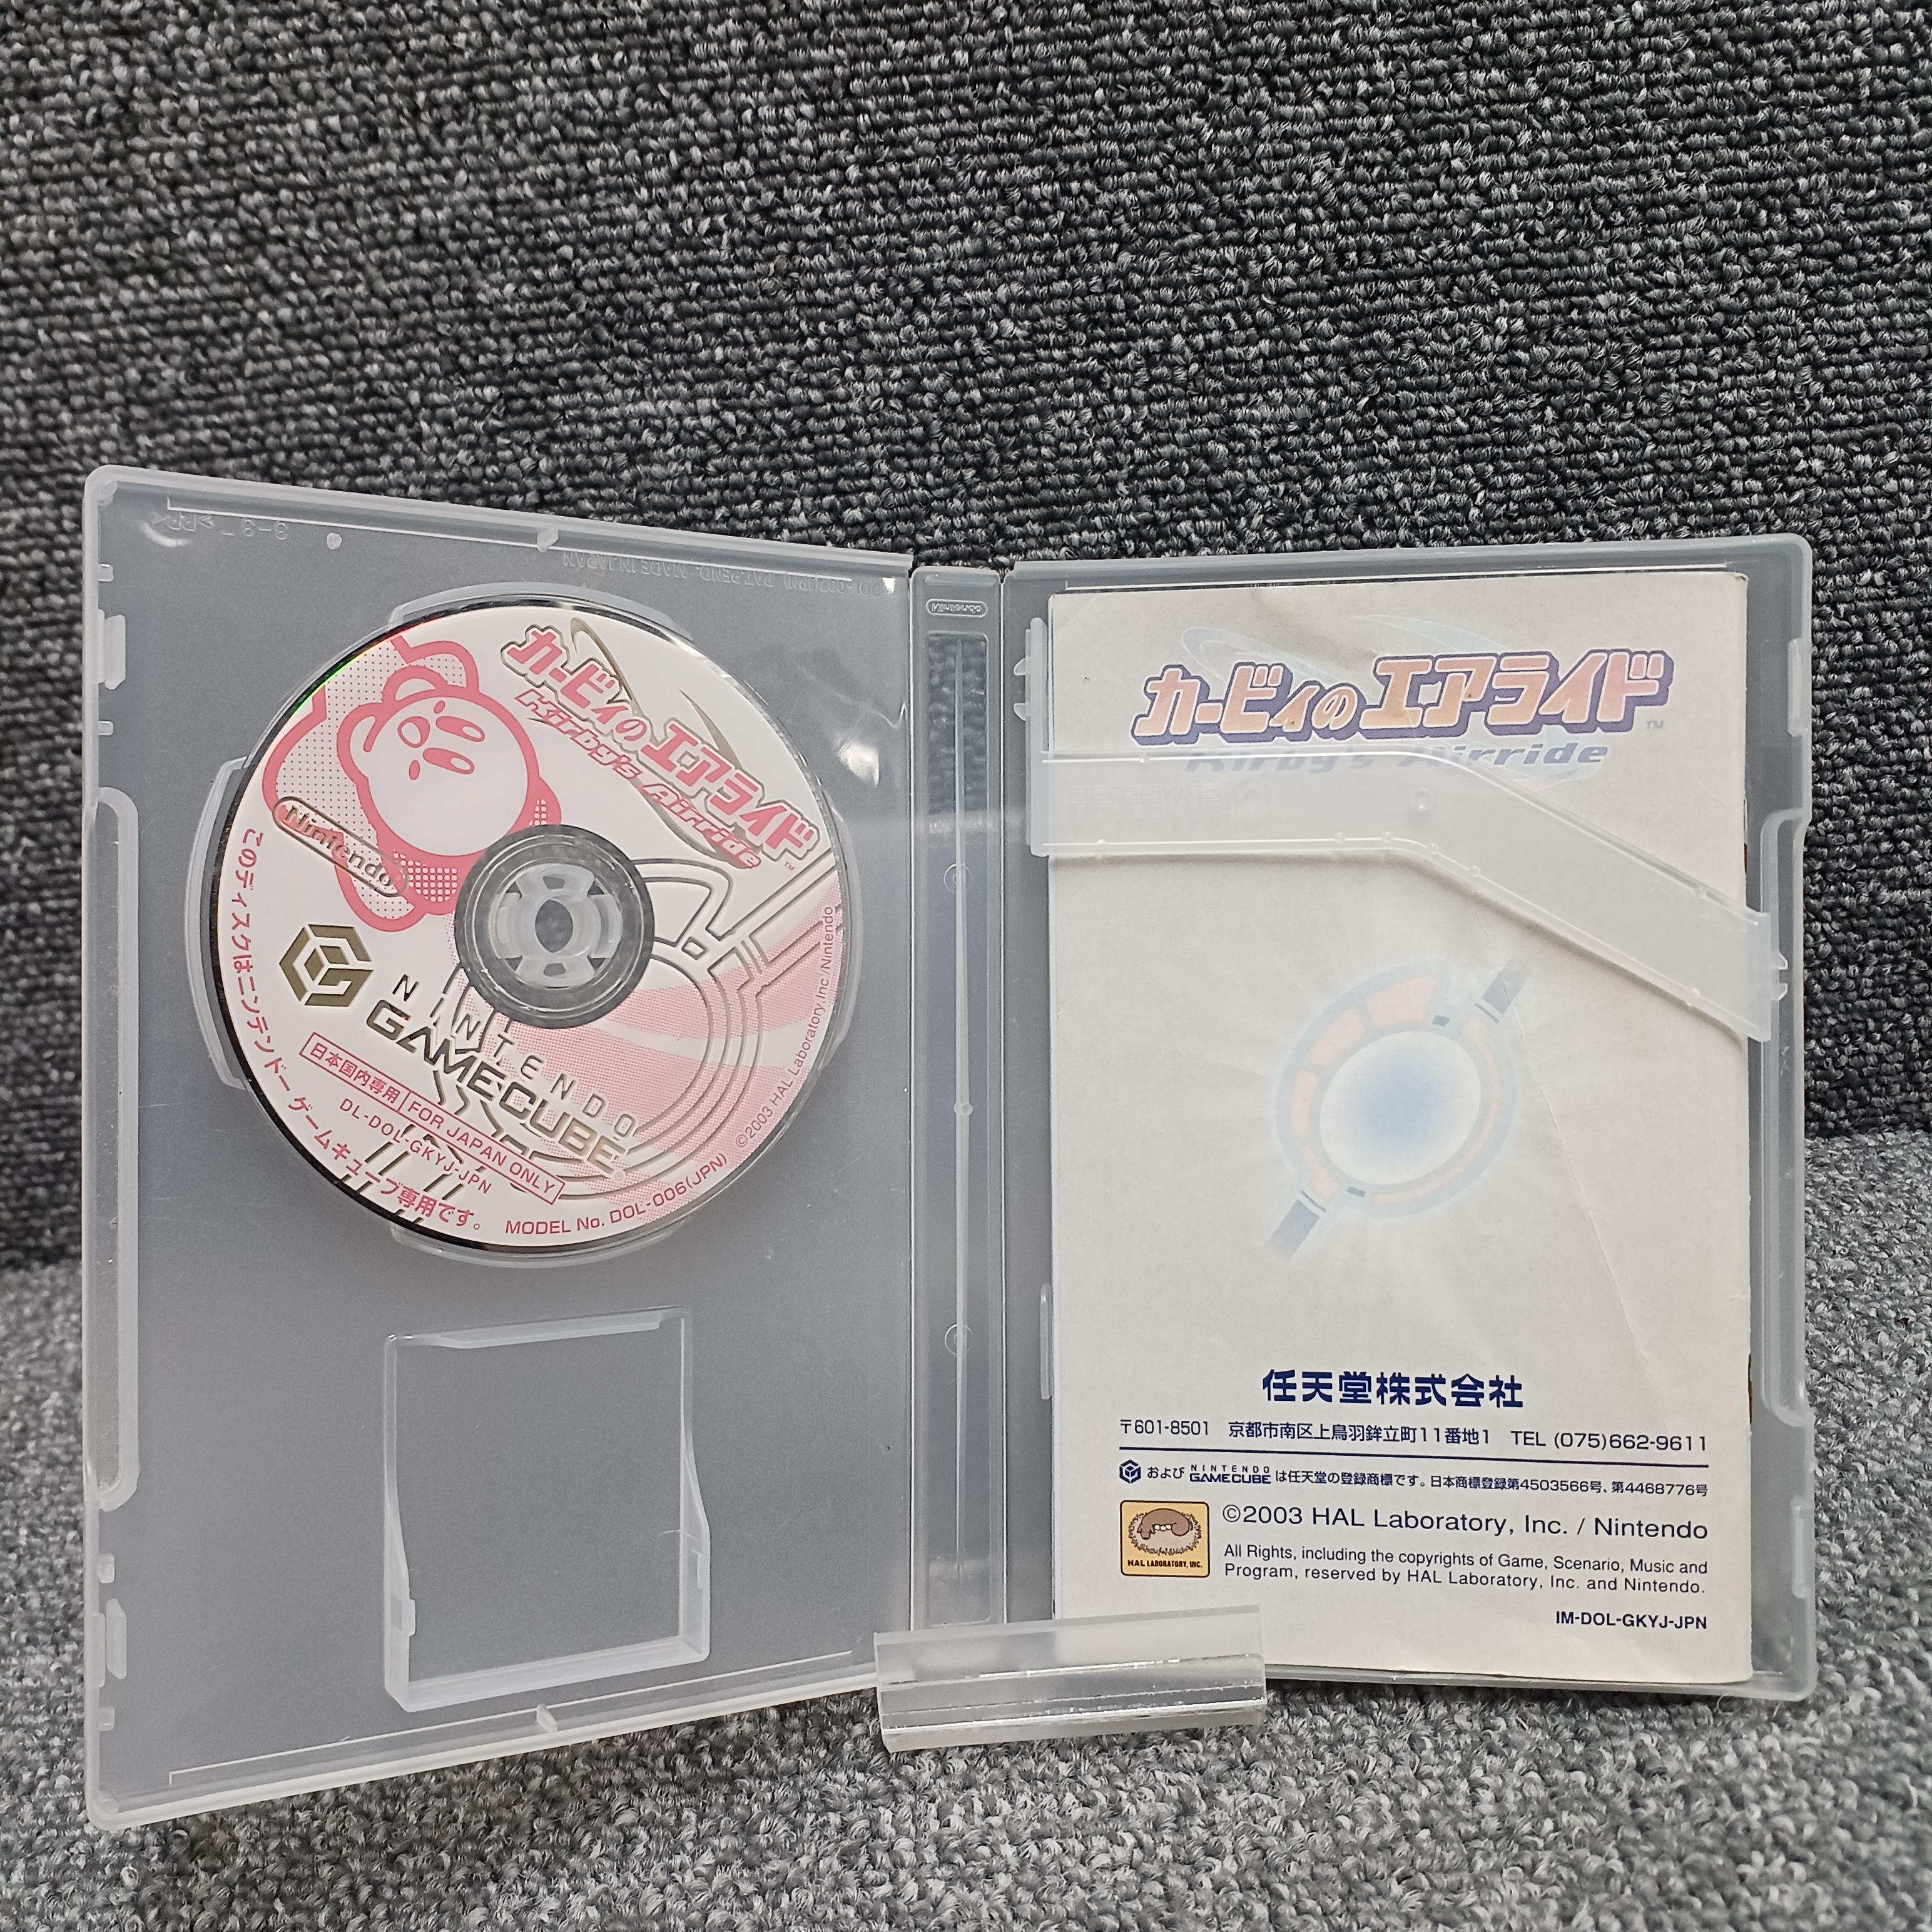 カービィの エアライド
Kirby's Airride
™
Nintendo
NINTENDO
GAMECUBE
日本国内専用 FOR JAPAN ONLY
DL-DOL-GKYJ-JPN
このディスクはニンテンドーゲームキューブ専用です。
MODEL No. DOL-006(JPN)
©2003 HAL Laboratory, Inc./Nintendo
MADE IN JAPAN
Nintendo
カービィの エアライド
™
Kirby's Airride
任天堂株式会社
〒601-8501 京都市南区上鳥羽鉾立町11番地1 TEL (075)662-9611
および NINTENDO GAMECUBE は任天堂の登録商標です。日本商標登録第4503566号、第4468776号
HAL LABORATORY, INC.
©2003 HAL Laboratory, Inc. / Nintendo
All Rights, including the copyrights of Game, Scenario, Music and
Program, reserved by HAL Laboratory, Inc. and Nintendo.
IM-DOL-GKYJ-JPN